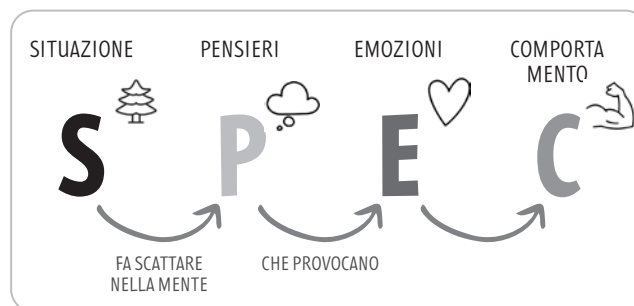 SITUAZIONE
PENSIERI
EMOZIONI
COMPORTA
MENTO
S
P
E
C
FA SCATTARE
NELLA MENTE
CHE PROVOCANO